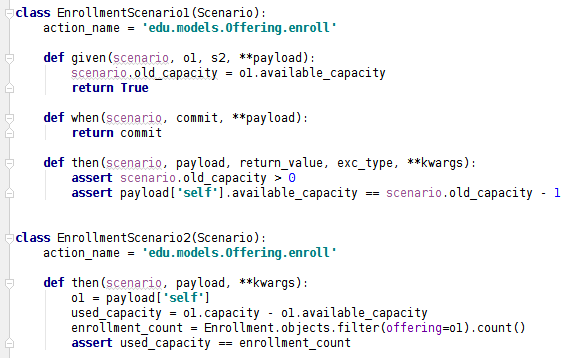 class EnrollmentScenario1(Scenario):
    action_name = 'edu.models.Offering.enroll'

    def given(scenario, o1, s2, **payload):
        scenario.old_capacity = o1.available_capacity
        return True

    def when(scenario, commit, **payload):
        return commit

    def then(scenario, payload, return_value, exc_type, **kwargs):
        assert scenario.old_capacity > 0
        assert payload['self'].available_capacity == scenario.old_capacity - 1


class EnrollmentScenario2(Scenario):
    action_name = 'edu.models.Offering.enroll'

    def then(scenario, payload, **kwargs):
        o1 = payload['self']
        used_capacity = o1.capacity - o1.available_capacity
        enrollment_count = Enrollment.objects.filter(offering=o1).count()
        assert used_capacity == enrollment_count